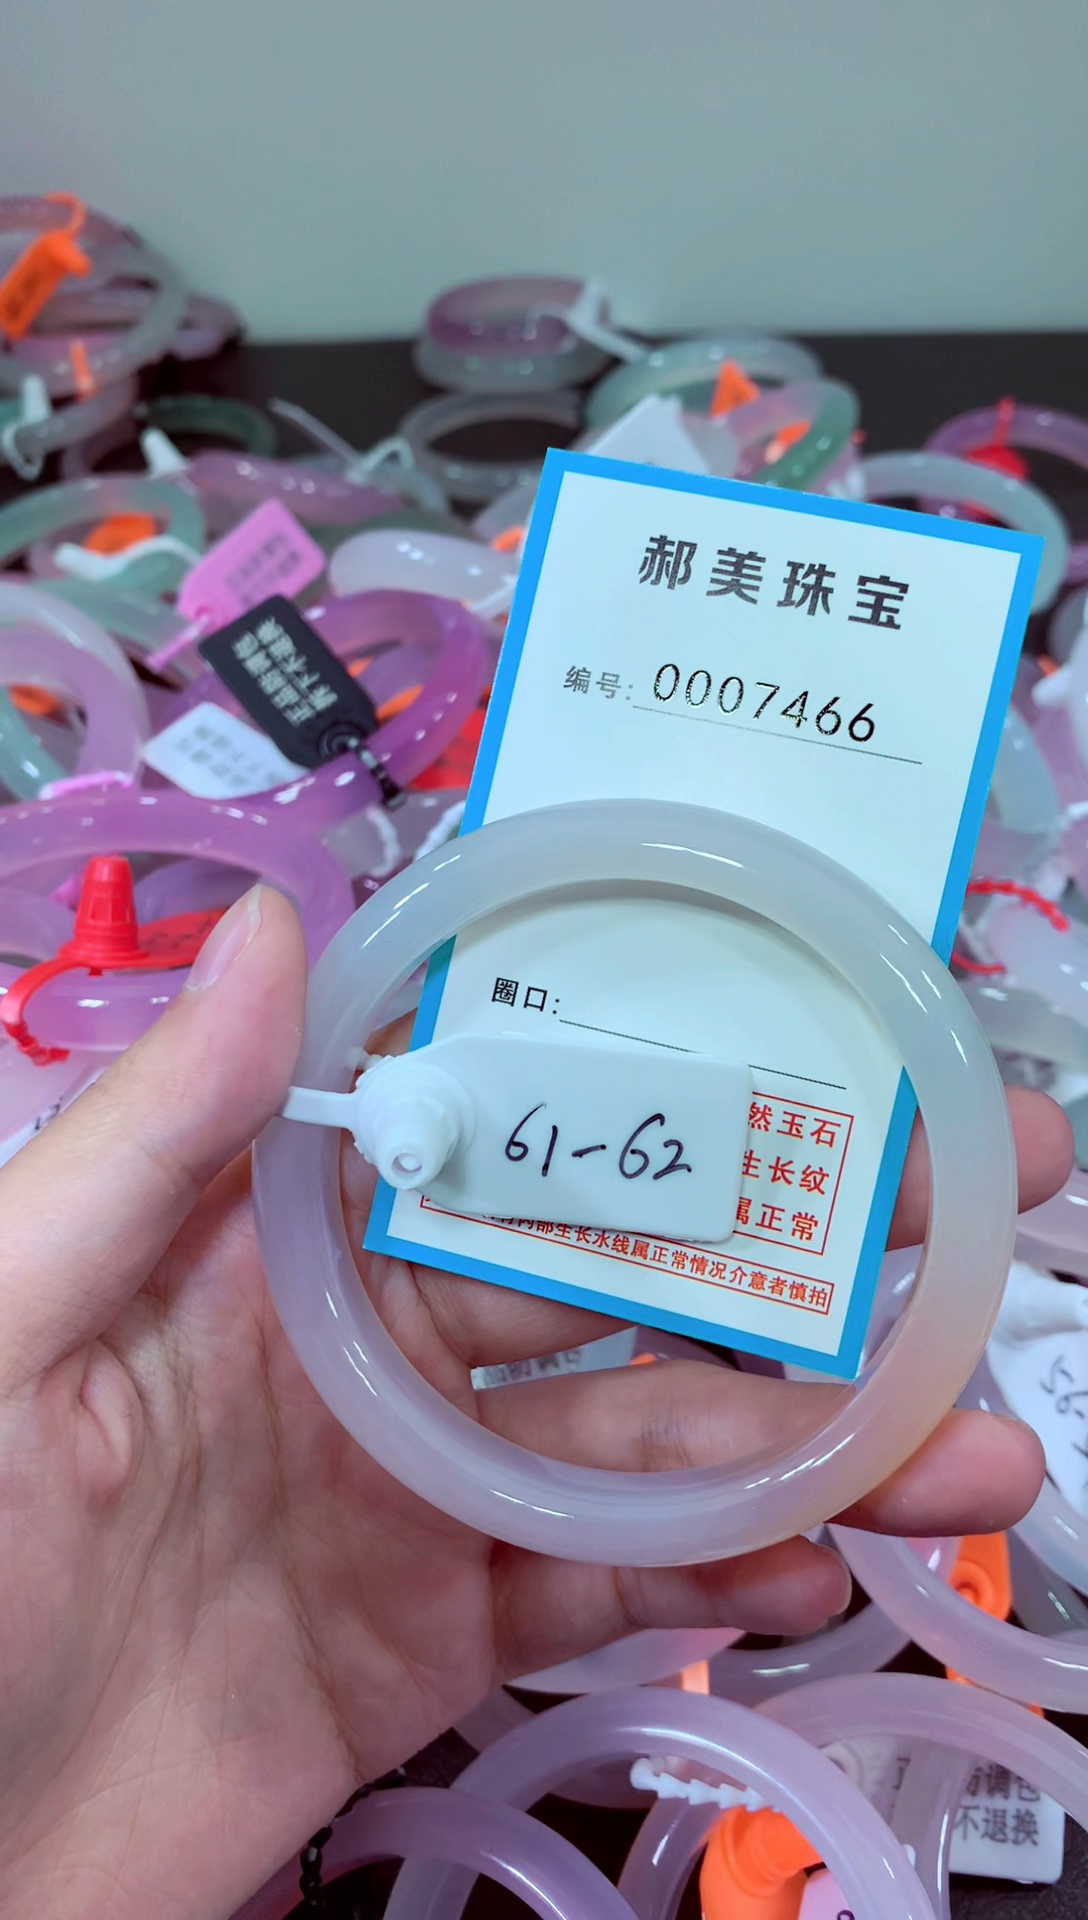 郝美珠宝
编号: 0007466
圈口:
61-62
然玉石
生长纹
属正常
内部生长水线属正常情况介意者慎拍
调包
不退换